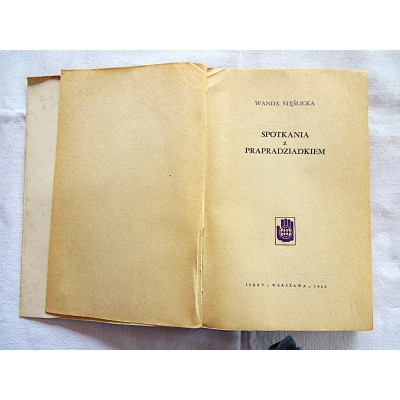 WANDA STĘŚLICKA
SPOTKANIA
z
PRAPRADZIADKIEM
ISKRY • WARSZAWA •